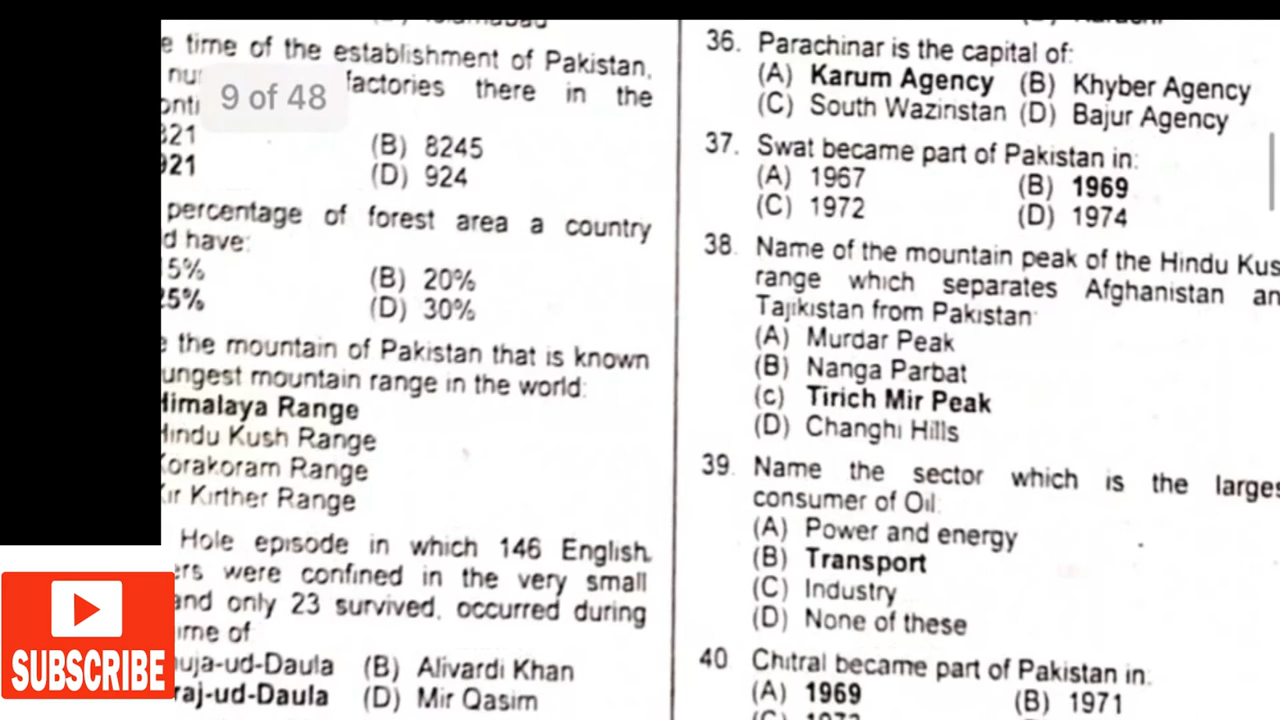 e time of the establishment of Pakistan,
factories there in the
9 of 48
321
(B) 8245
921
(D) 924
percentage of forest area a country
d have:
5%
(B) 20%
25%
(D) 30%
e the mountain of Pakistan that is known
ungest mountain range in the world:
Himalaya Range
Hindu Kush Range
Korakoram Range
Kir Kirther Range
Hole episode in which 146 English
ers were confined in the very small
and only 23 survived, occurred during
ime of
uja-ud-Daula (B) Alivardi Khan
raj-ud-Daula (D) Mir Qasim
36. Parachinar is the capital of:
(A) Karum Agency (B) Khyber Agency
(C) South Wazinstan (D) Bajur Agency
37. Swat became part of Pakistan in:
(A) 1967 (B) 1969
(C) 1972 (D) 1974
38. Name of the mountain peak of the Hindu Kus
range which separates Afghanistan an
Tajikistan from Pakistan:
(A) Murdar Peak
(B) Nanga Parbat
(c) Tirich Mir Peak
(D) Changhi Hills
39. Name the sector which is the larges
consumer of Oil:
(A) Power and energy
(B) Transport
(C) Industry
(D) None of these
40 Chitral became part of Pakistan in:
(A) 1969 (B) 1971
SUBSCRIBE